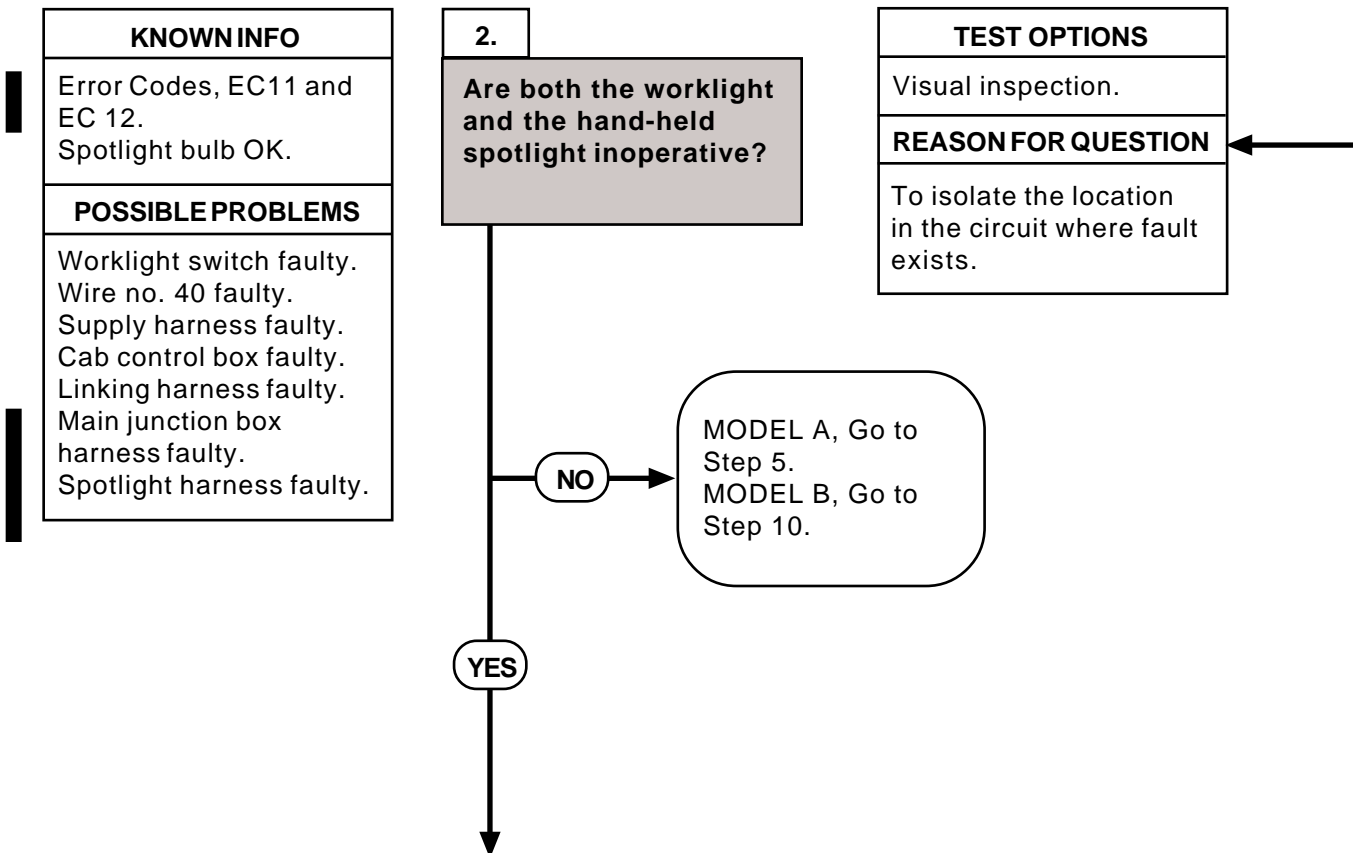 KNOWN INFO
Error Codes, EC11 and
EC 12.
Spotlight bulb OK.
POSSIBLE PROBLEMS
Worklight switch faulty.
Wire no. 40 faulty.
Supply harness faulty.
Cab control box faulty.
Linking harness faulty.
Main junction box
harness faulty.
Spotlight harness faulty.
2.
Are both the worklight
and the hand-held
spotlight inoperative?
TEST OPTIONS
Visual inspection.
REASON FOR QUESTION
To isolate the location
in the circuit where fault
exists.
NO
MODEL A, Go to
Step 5.
MODEL B, Go to
Step 10.
YES